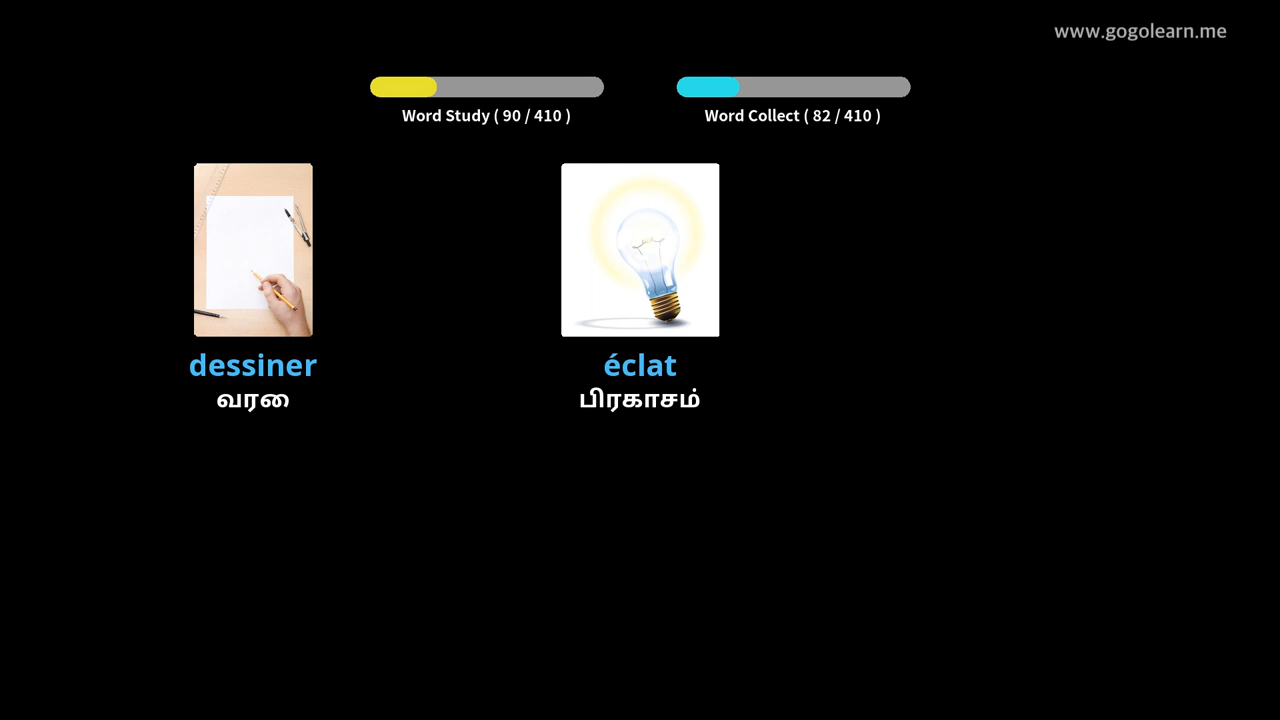 www.gogolearn.me
Word Study ( 90 / 410 )
Word Collect ( 82 / 410 )
dessiner
வரை
éclat
பிரகாசம்